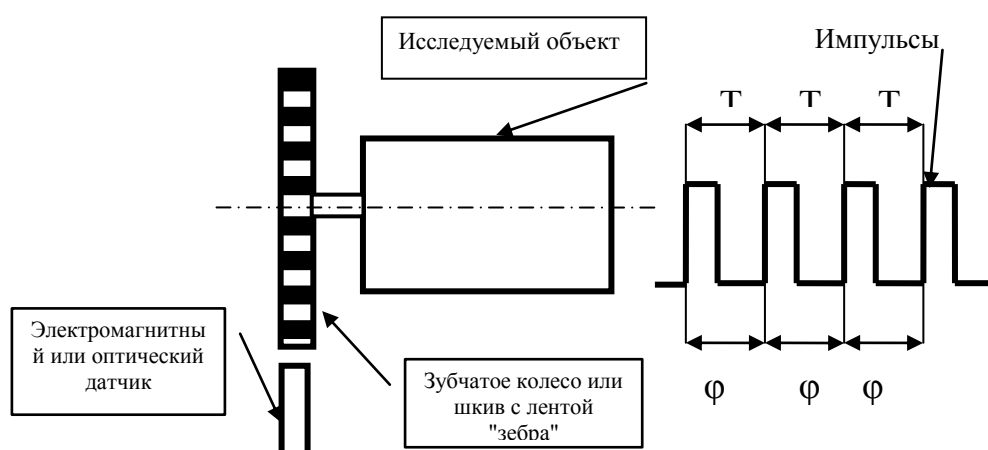 Исследуемый объект
Импульсы
Т Т Т
Электромагнитны
й или оптический
датчик
Зубчатое колесо или
шкив с лентой
"зебра"
φ φ φ